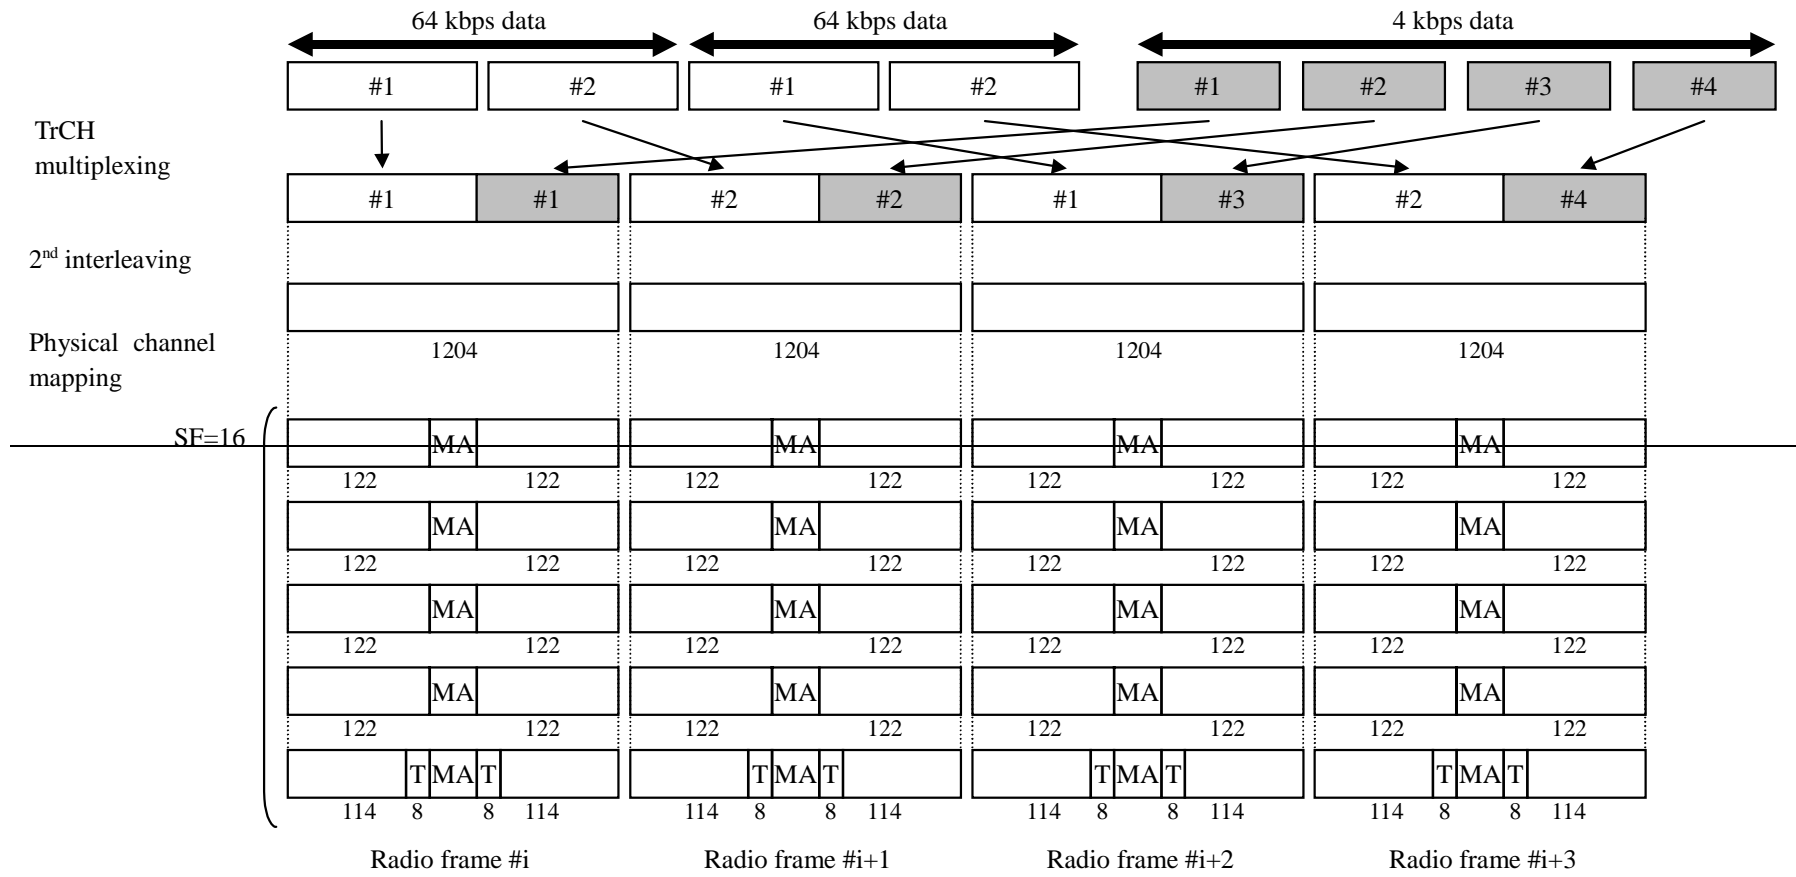 64 kbps data 64 kbps data 4 kbps data
#1 #2 #1 #2 #1 #2 #3 #4
TrCH
multiplexing
#1 #1 #2 #2 #1 #3 #2 #4
2nd interleaving
Physical channel
mapping
1204 1204 1204 1204
SF=16
MA MA MA MA
122 122 122 122 122 122 122 122
MA MA MA MA
122 122 122 122 122 122 122 122
MA MA MA MA
122 122 122 122 122 122 122 122
MA MA MA MA
122 122 122 122 122 122 122 122
T MA T T MA T T MA T T MA T
114 8 8 114 114 8 8 114 114 8 8 114 114 8 8 114
Radio frame #i Radio frame #i+1 Radio frame #i+2 Radio frame #i+3